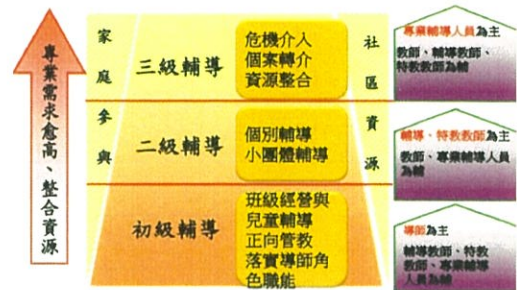 專業需求愈高、整合資源
家庭參與
社區資源
三級輔導
危機介入
個案轉介
資源整合
專業輔導人員為主
教師、輔導教師、
特教教師為輔
二級輔導
個別輔導
小團體輔導
輔導、特教教師為主
教師、專業輔導人員
為輔
初級輔導
班級經營與
兒童輔導
正向管教
落實導師角
色職能
導師為主
輔導教師、特教
教師、專業輔導人員
為輔